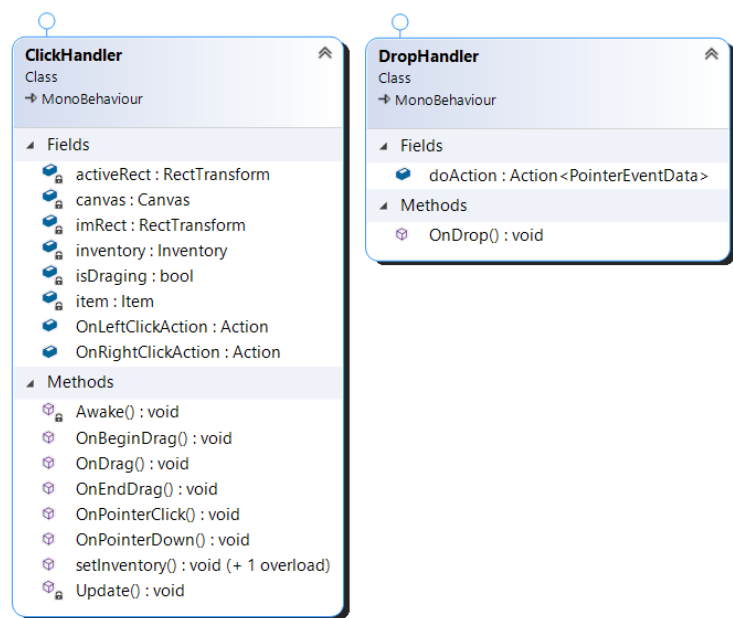 ClickHandler
Class
MonoBehaviour
Fields
activeRect : RectTransform
canvas : Canvas
imRect : RectTransform
inventory : Inventory
isDraging : bool
item : Item
OnLeftClickAction : Action
OnRightClickAction : Action
Methods
Awake() : void
OnBeginDrag() : void
OnDrag() : void
OnEndDrag() : void
OnPointerClick() : void
OnPointerDown() : void
setInventory() : void (+ 1 overload)
Update() : void
DropHandler
Class
MonoBehaviour
Fields
doAction : Action<PointerEventData>
Methods
OnDrop() : void